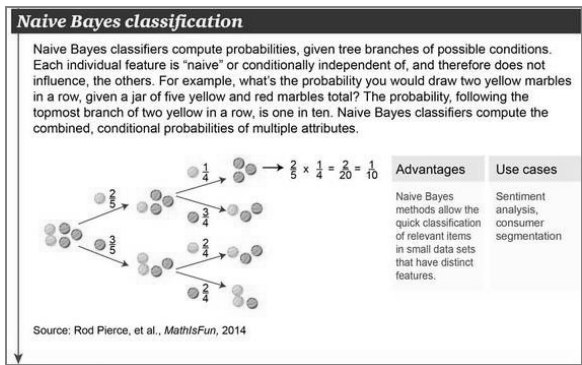 Naive Bayes classification
Naive Bayes classifiers compute probabilities, given tree branches of possible conditions.
Each individual feature is “naive” or conditionally independent of, and therefore does not
influence, the others. For example, what’s the probability you would draw two yellow marbles
in a row, given a jar of five yellow and red marbles total? The probability, following the
topmost branch of two yellow in a row, is one in ten. Naive Bayes classifiers compute the
combined, conditional probabilities of multiple attributes.
1/4
2/5 x 1/4 = 2/20 = 1/10
2/5
3/4
3/5
2/4
2/4
Advantages
Naive Bayes
methods allow the
quick classification
of relevant items
in small data sets
that have distinct
features.
Use cases
Sentiment
analysis,
consumer
segmentation
Source: Rod Pierce, et al., MathIsFun, 2014